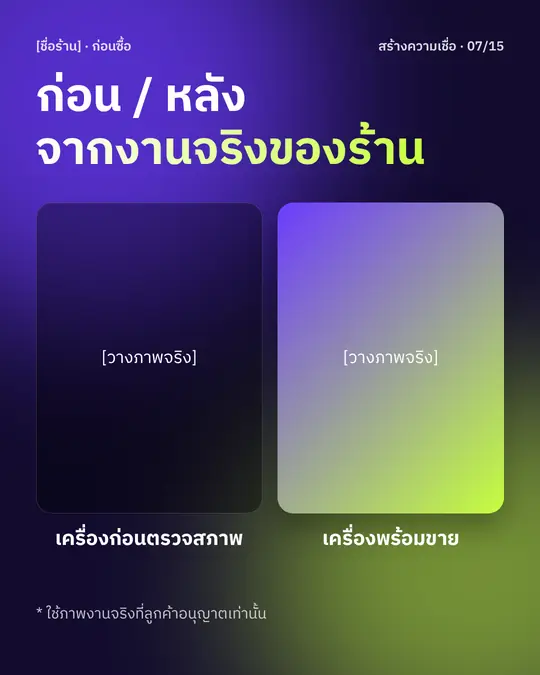 [ชื่อร้าน] · ก่อนซื้อ
สร้างความเชื่อ · 07/15
ก่อน / หลัง
จากงานจริงของร้าน
[วางภาพจริง]
[วางภาพจริง]
เครื่องก่อนตรวจสภาพ
เครื่องพร้อมขาย
* ใช้ภาพงานจริงที่ลูกค้าอนุญาตเท่านั้น